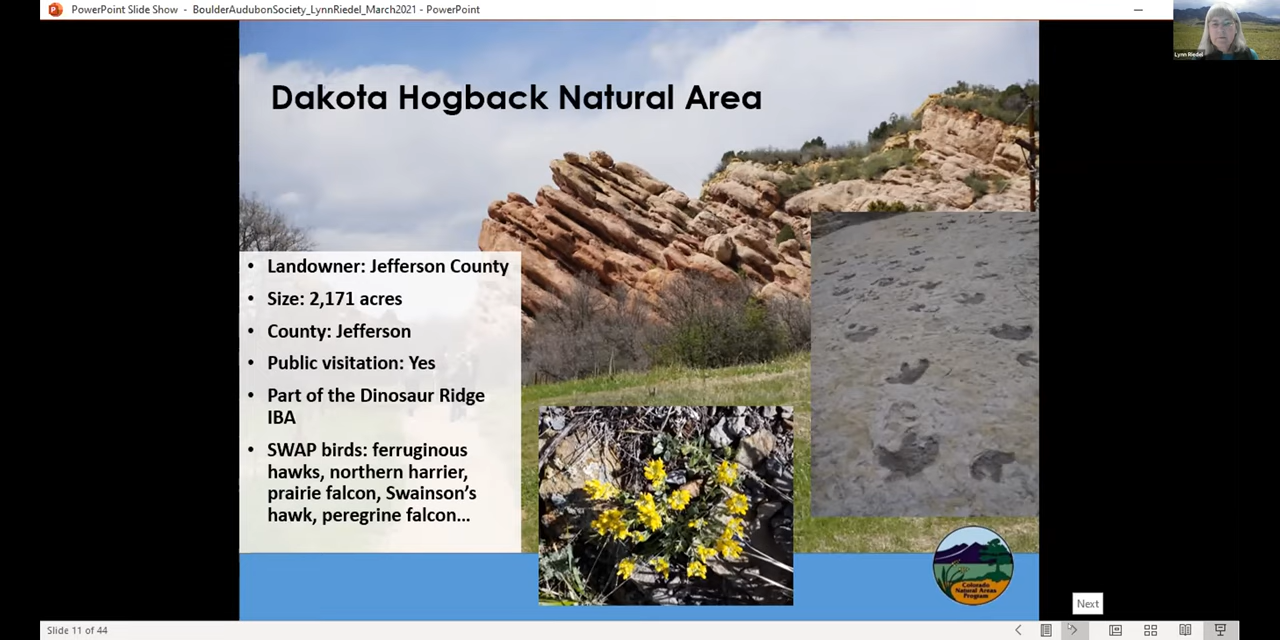 PowerPoint Slide Show - BoulderAudubonSociety_LynnRiedel_March2021 - PowerPoint
Lynn Riedel
Dakota Hogback Natural Area
• Landowner: Jefferson County
• Size: 2,171 acres
• County: Jefferson
• Public visitation: Yes
• Part of the Dinosaur Ridge
IBA
• SWAP birds: ferruginous
hawks, northern harrier,
prairie falcon, Swainson’s
hawk, peregrine falcon…
Colorado
Natural Areas
Program
Next
Slide 11 of 44